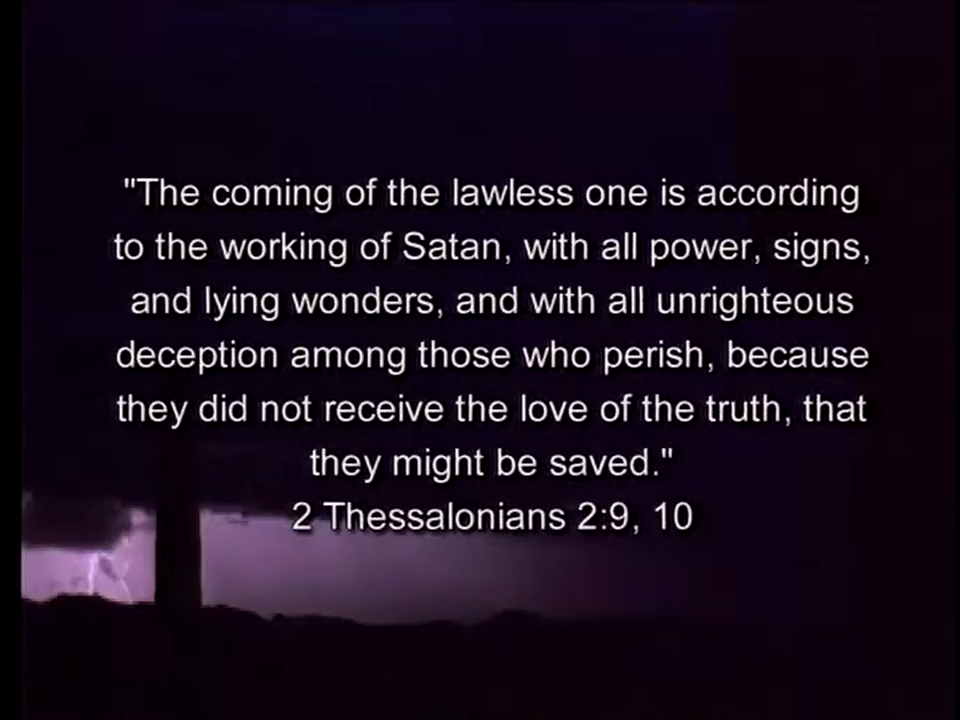 "The coming of the lawless one is according
to the working of Satan, with all power, signs,
and lying wonders, and with all unrighteous
deception among those who perish, because
they did not receive the love of the truth, that
they might be saved."
2 Thessalonians 2:9, 10